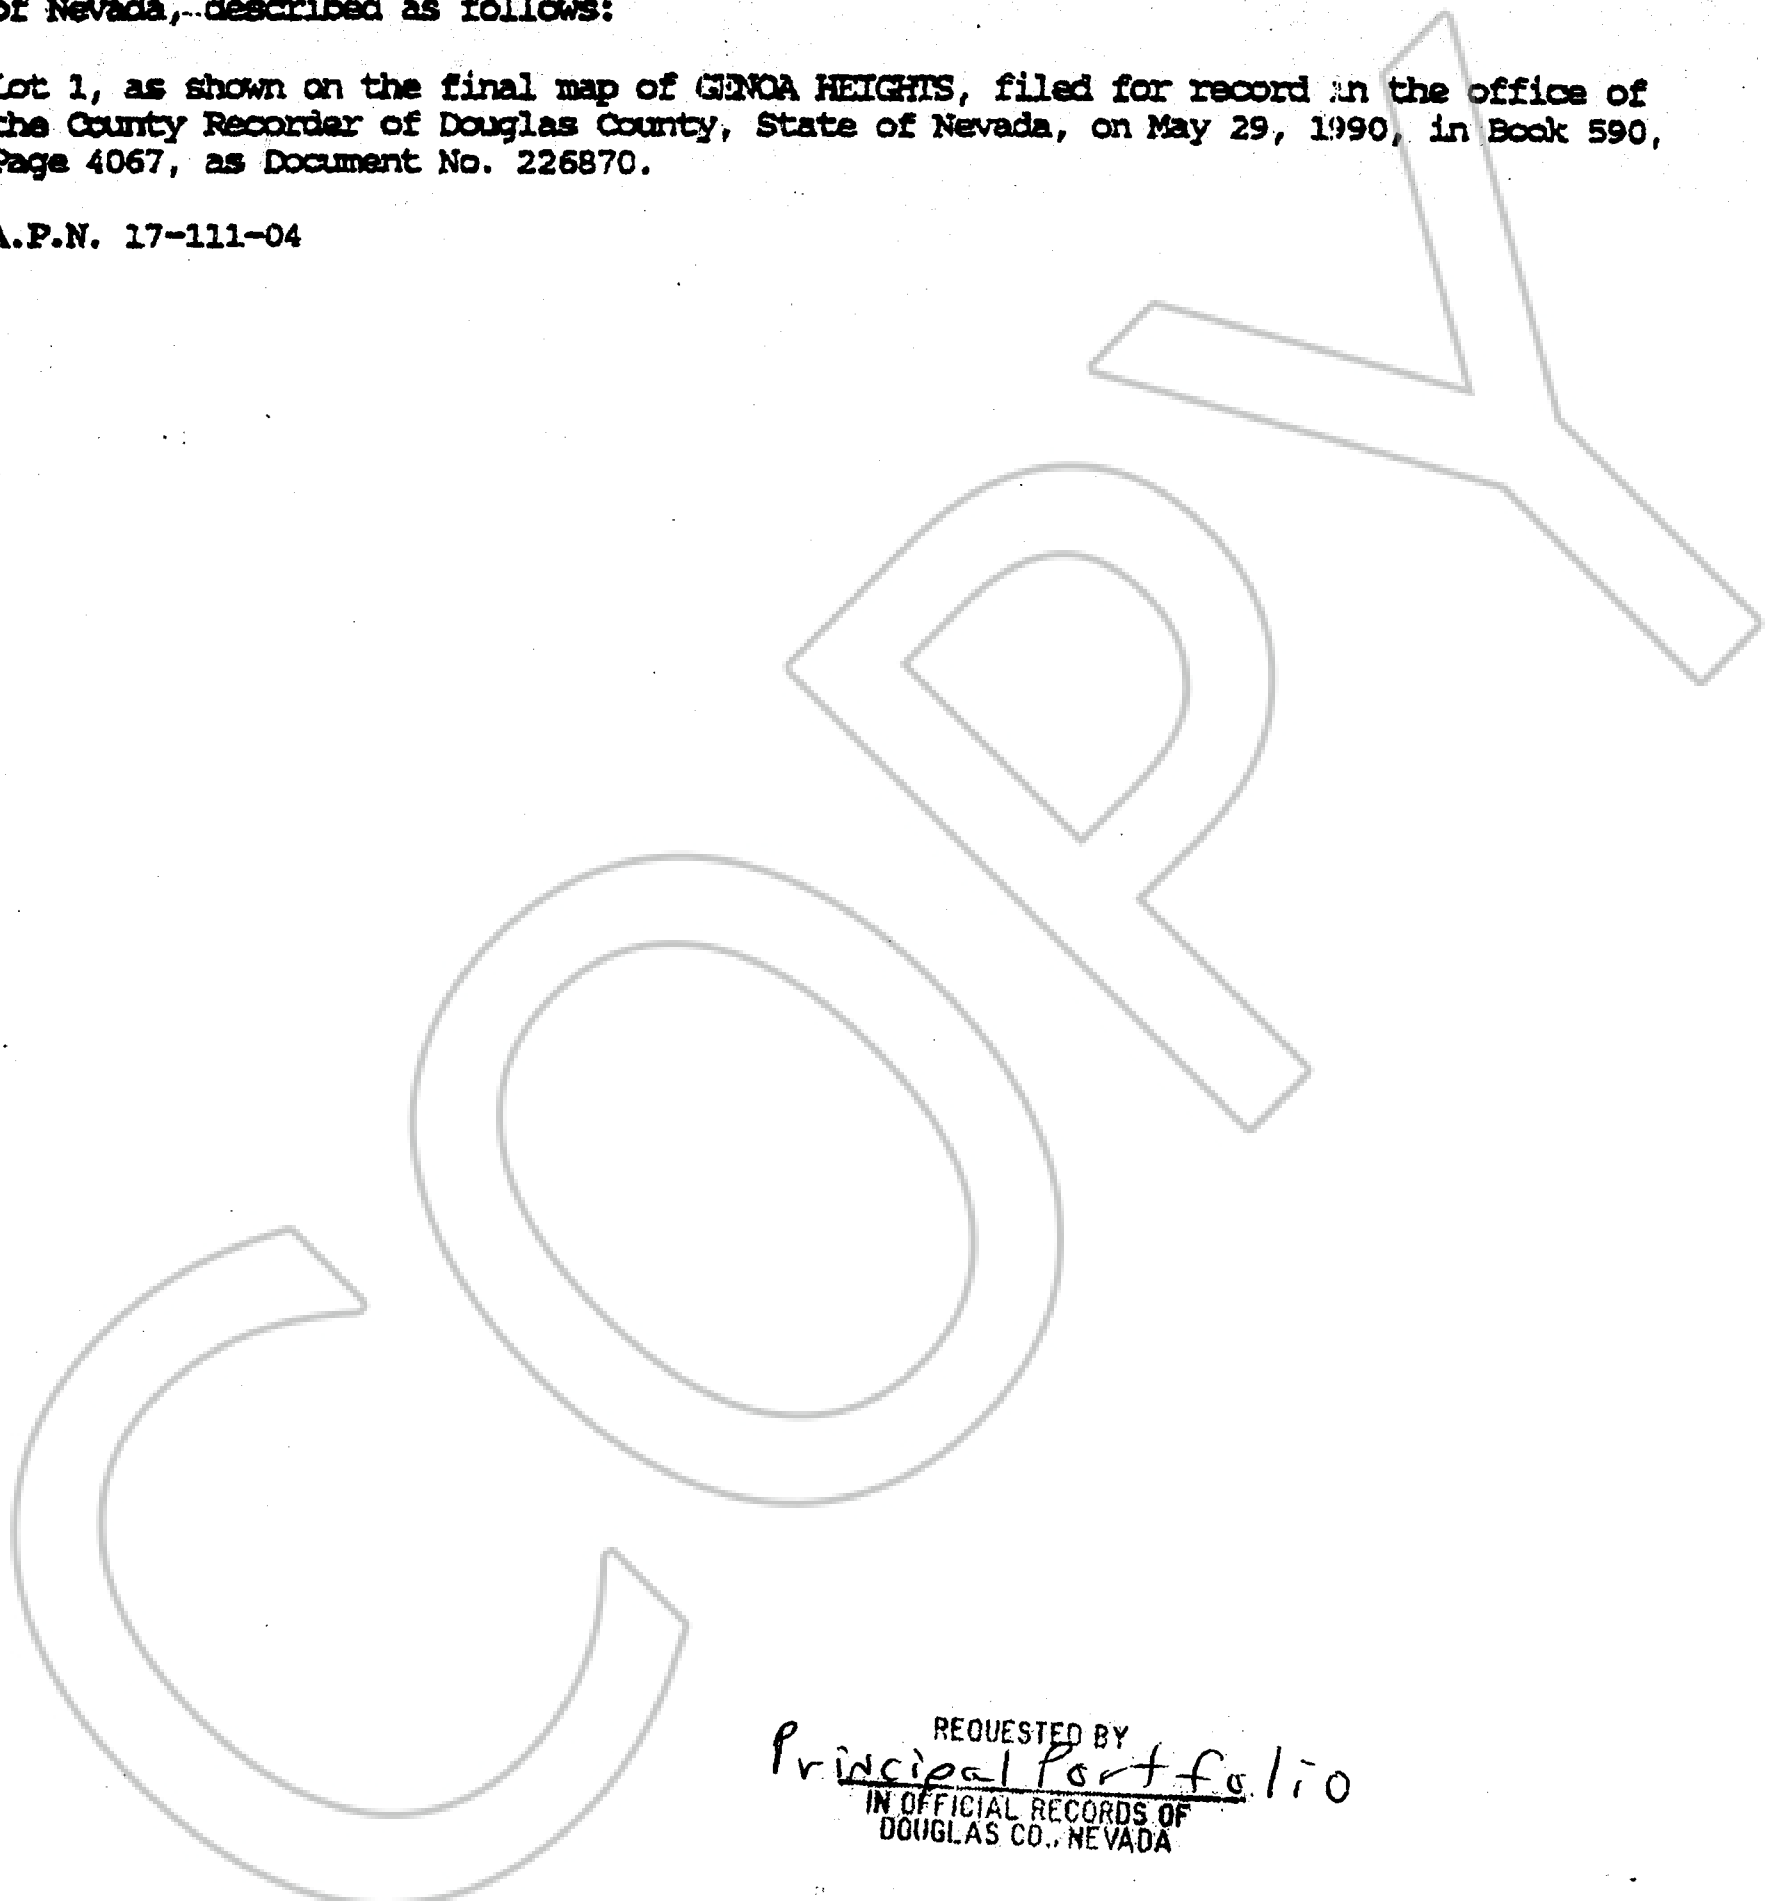 of Nevada, described as follows:
Lot 1, as shown on the final map of GENOA HEIGHTS, filed for record in the office of
the County Recorder of Douglas County, State of Nevada, on May 29, 1990, in Book 590,
Page 4067, as Document No. 226870.
A.P.N. 17-111-04
COPY
REQUESTED BY
Principal Portfolio
IN OFFICIAL RECORDS OF
DOUGLAS CO., NEVADA